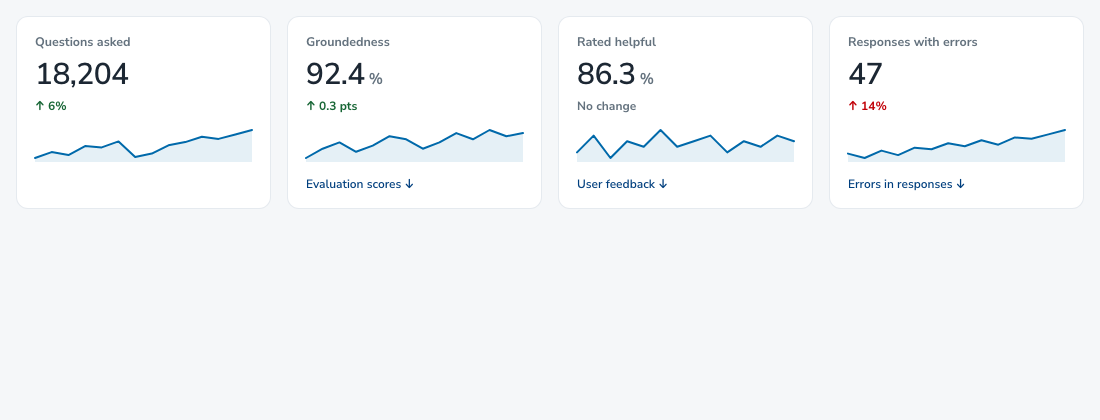 Questions asked
18,204
↑ 6%
Groundedness
92.4 %
↑ 0.3 pts
Evaluation scores ↓
Rated helpful
86.3 %
No change
User feedback ↓
Responses with errors
47
↑ 14%
Errors in responses ↓